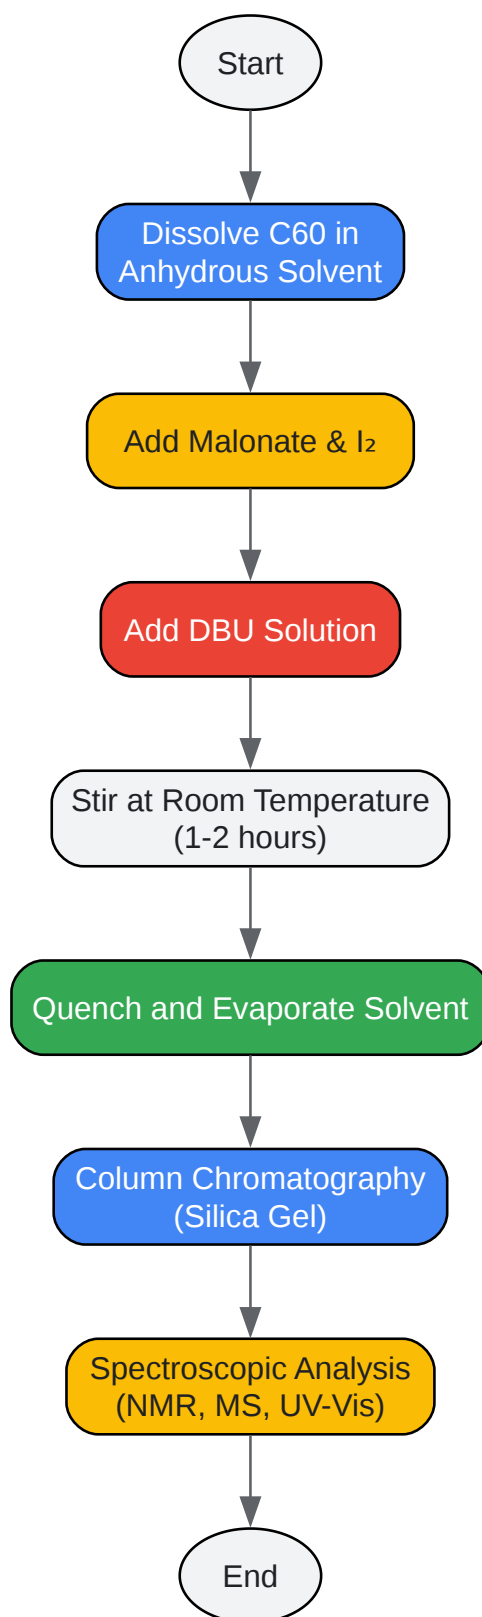 Start
Dissolve C60 in
Anhydrous Solvent
Add Malonate & I₂
Add DBU Solution
Stir at Room Temperature
(1-2 hours)
Quench and Evaporate Solvent
Column Chromatography
(Silica Gel)
Spectroscopic Analysis
(NMR, MS, UV-Vis)
End